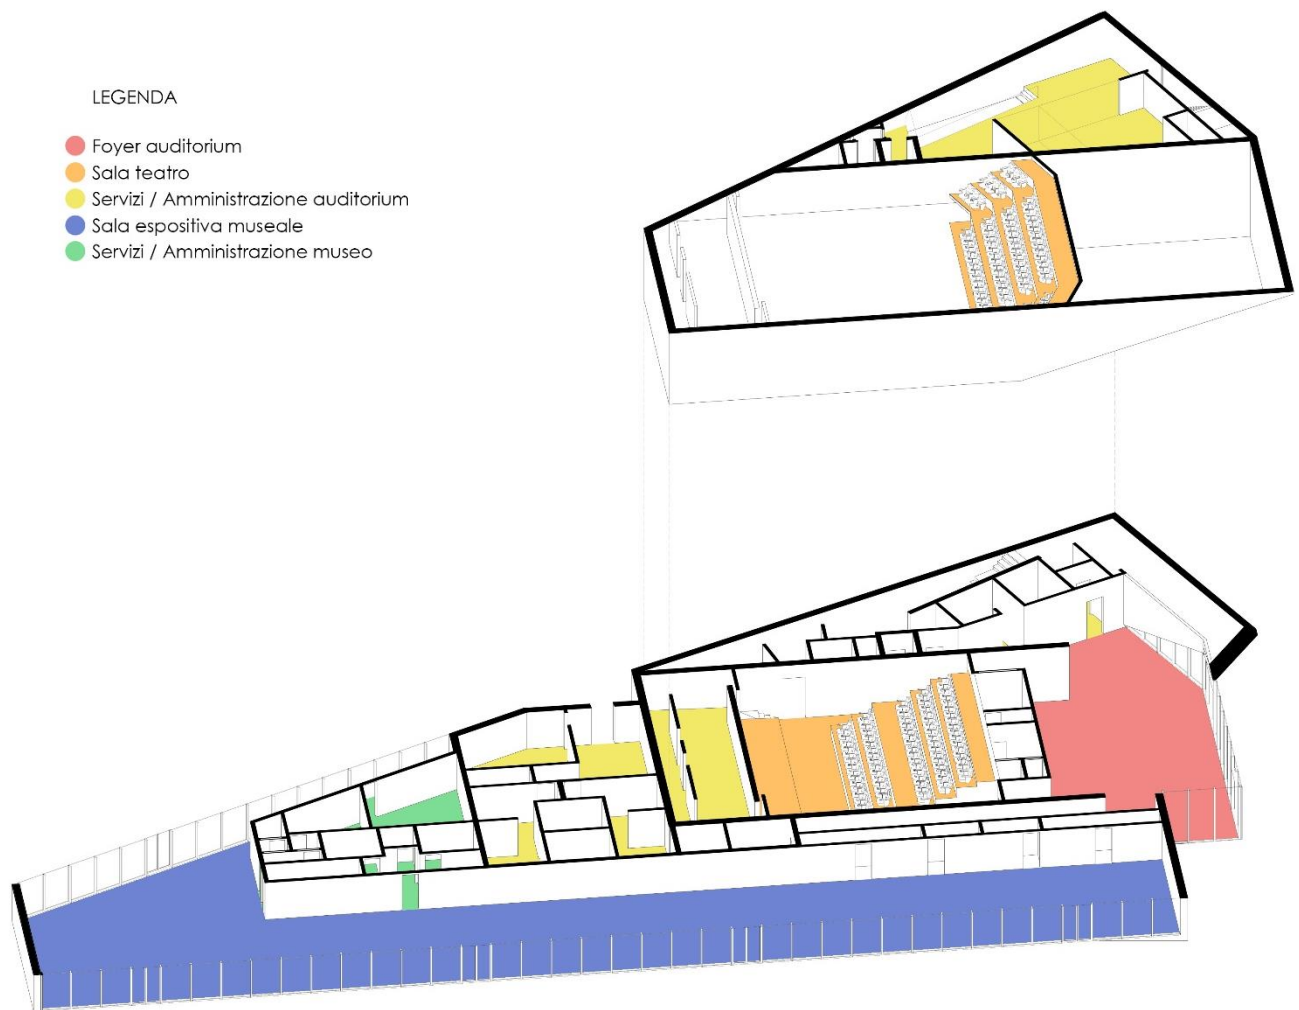 LEGENDA
Foyer auditorium
Sala teatro
Servizi / Amministrazione auditorium
Sala espositiva museale
Servizi / Amministrazione museo